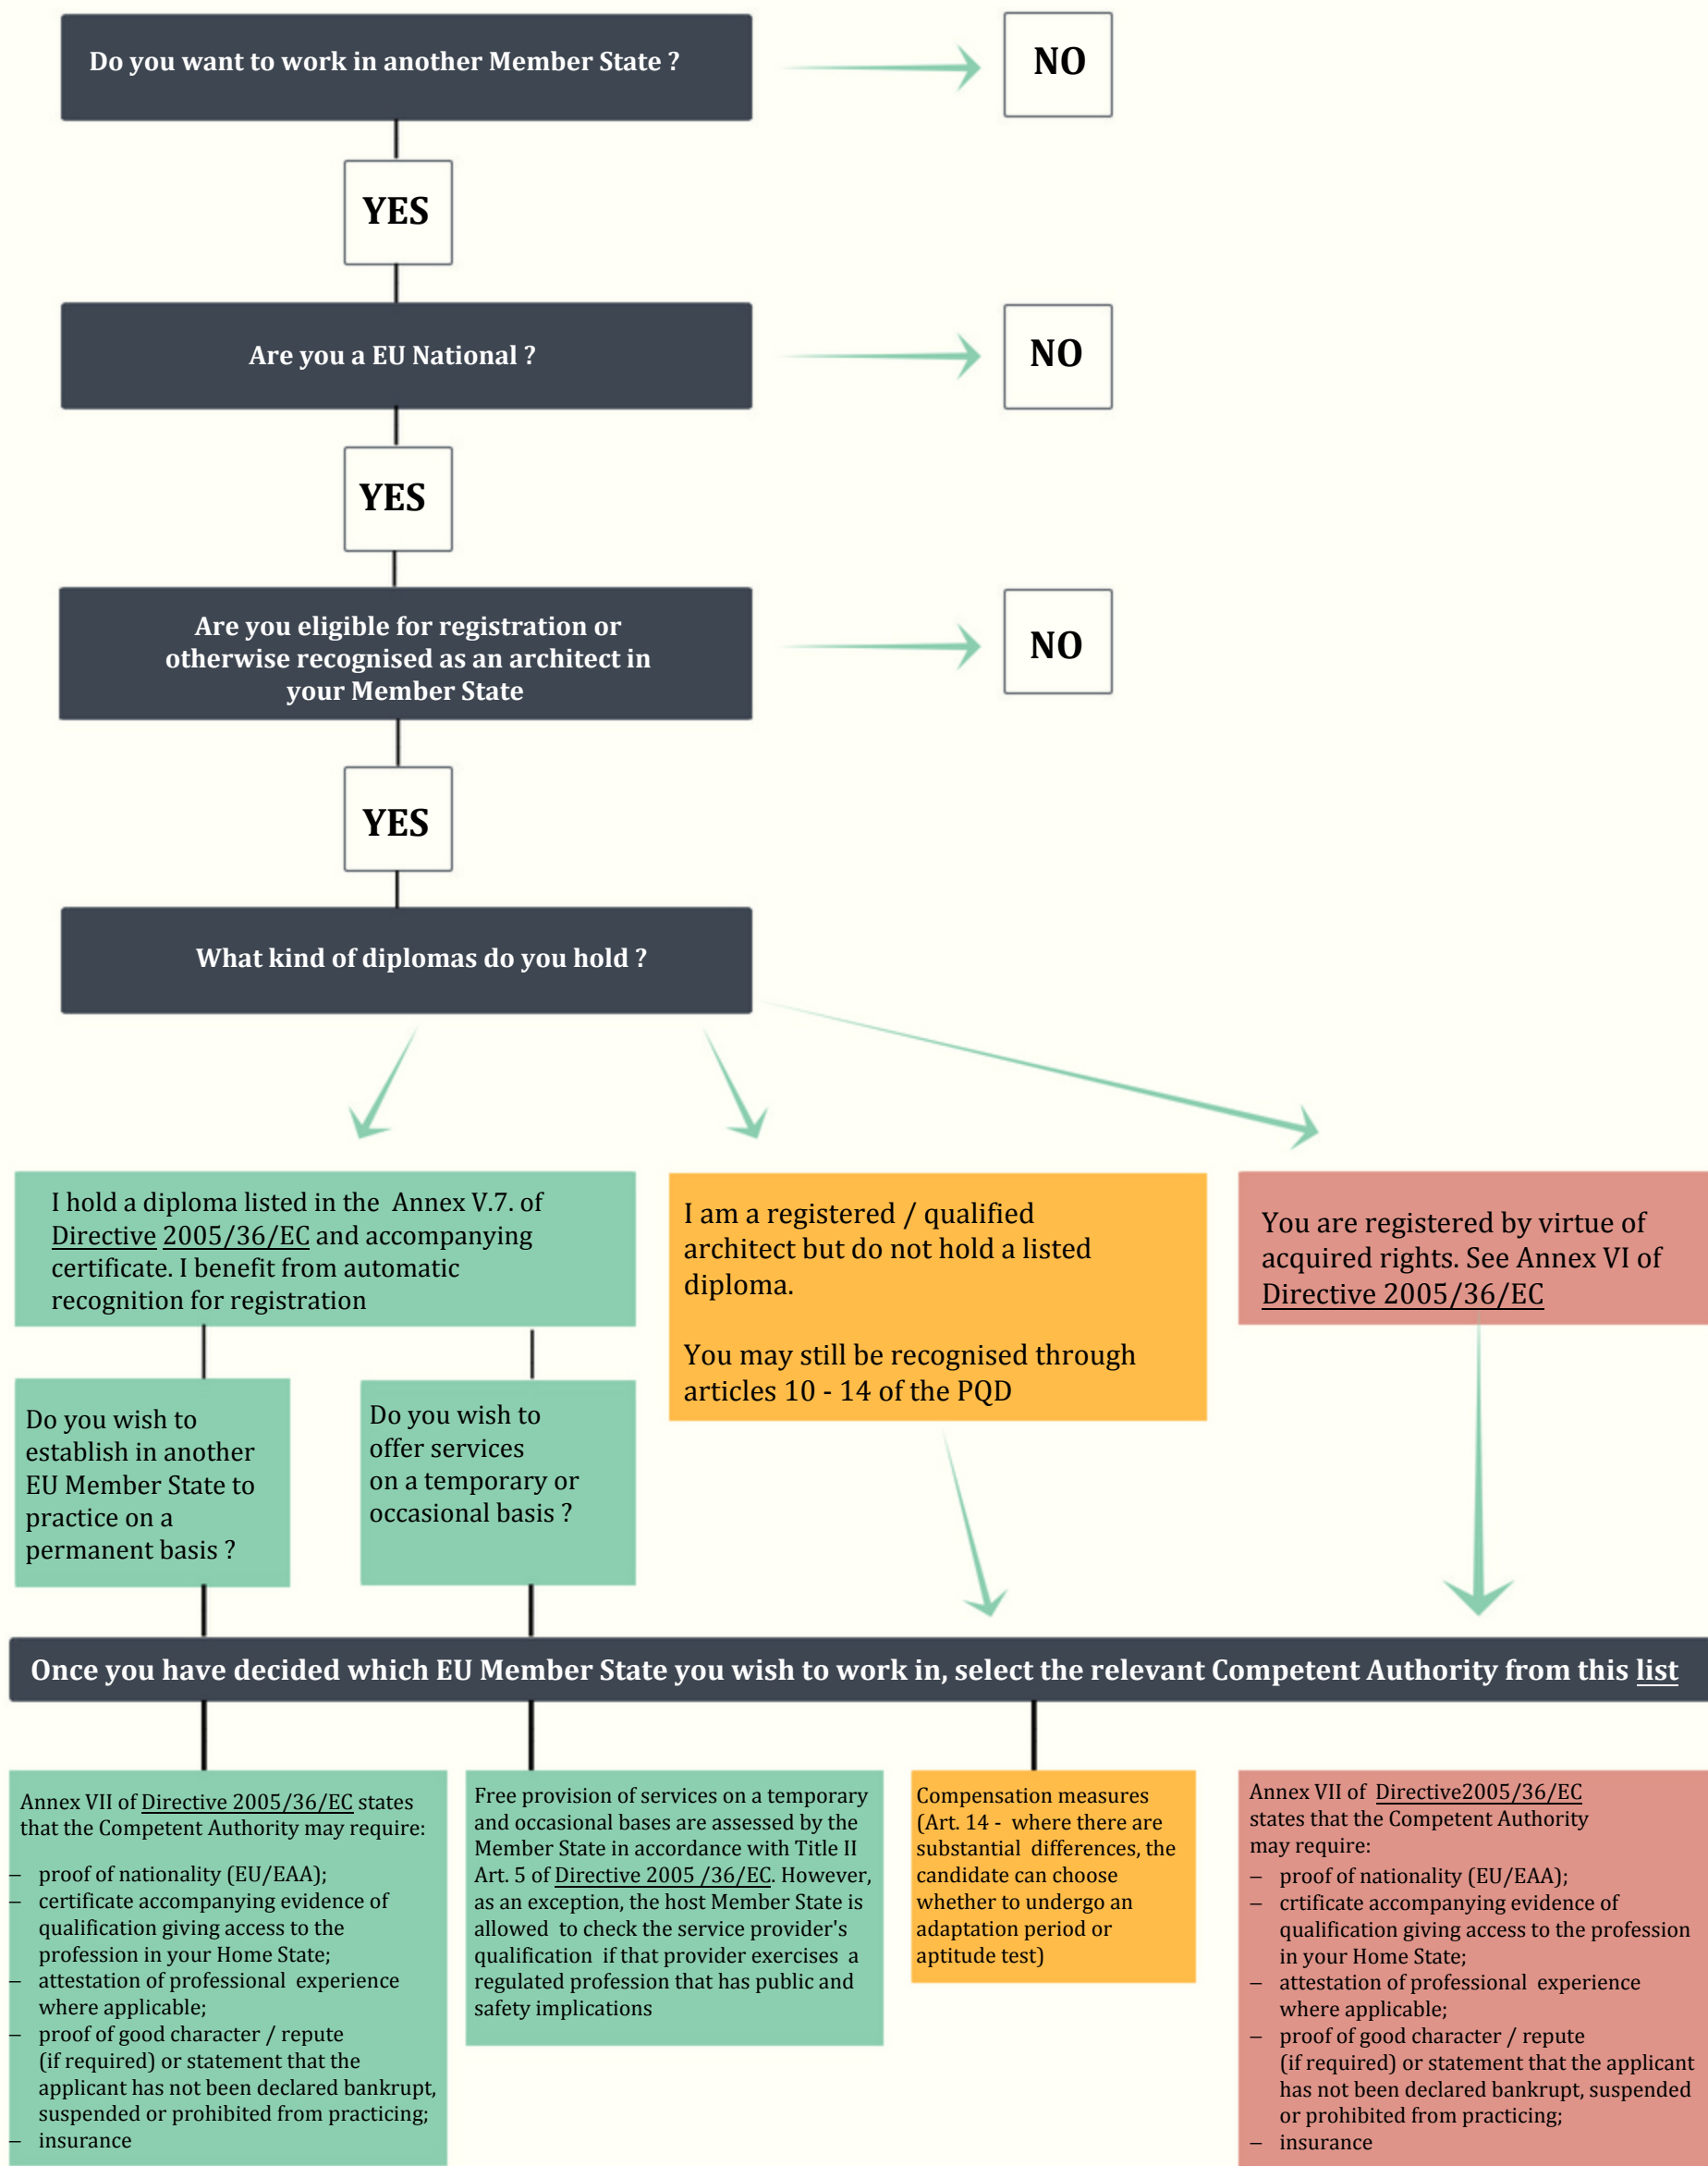 Do you want to work in another Member State ?
NO
YES
Are you a EU National ?
NO
YES
Are you eligible for registration or
otherwise recognised as an architect in
your Member State
NO
YES
What kind of diplomas do you hold ?
I hold a diploma listed in the Annex V.7. of
Directive 2005/36/EC and accompanying
certificate. I benefit from automatic
recognition for registration
I am a registered / qualified
architect but do not hold a listed
diploma.
You may still be recognised through
articles 10 - 14 of the PQD
You are registered by virtue of
acquired rights. See Annex VI of
Directive 2005/36/EC
Do you wish to
establish in another
EU Member State to
practice on a
permanent basis ?
Do you wish to
offer services
on a temporary or
occasional basis ?
Once you have decided which EU Member State you wish to work in, select the relevant Competent Authority from this list
Annex VII of Directive 2005/36/EC states
that the Competent Authority may require:
– proof of nationality (EU/EAA);
– certificate accompanying evidence of
qualification giving access to the
profession in your Home State;
– attestation of professional experience
where applicable;
– proof of good character / repute
(if required) or statement that the
applicant has not been declared bankrupt,
suspended or prohibited from practicing;
– insurance
Free provision of services on a temporary
and occasional bases are assessed by the
Member State in accordance with Title II
Art. 5 of Directive 2005 /36/EC. However,
as an exception, the host Member State is
allowed to check the service provider's
qualification if that provider exercises a
regulated profession that has public and
safety implications
Compensation measures
(Art. 14 - where there are
substantial differences, the
candidate can choose
whether to undergo an
adaptation period or
aptitude test)
Annex VII of Directive2005/36/EC
states that the Competent Authority
may require:
– proof of nationality (EU/EAA);
– crtificate accompanying evidence of
qualification giving access to the profession
in your Home State;
– attestation of professional experience
where applicable;
– proof of good character / repute
(if required) or statement that the applicant
has not been declared bankrupt, suspended
or prohibited from practicing;
– insurance